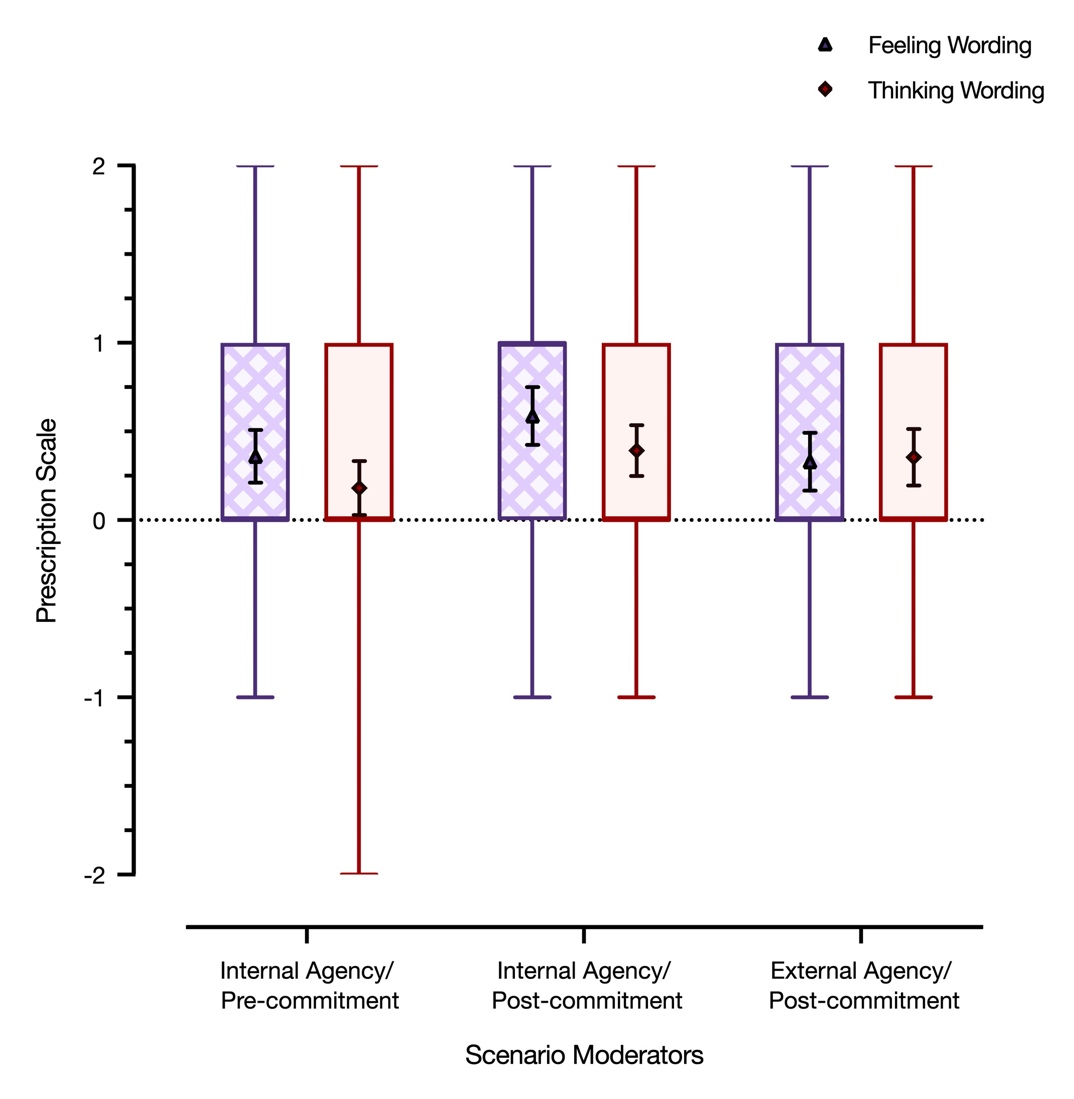 Feeling Wording
Thinking Wording
2
1
0
-1
-2
Prescription Scale
Internal Agency/
Pre-commitment
Internal Agency/
Post-commitment
External Agency/
Post-commitment
Scenario Moderators